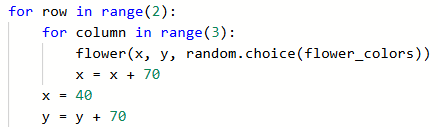 for row in range(2):
    for column in range(3):
        flower(x, y, random.choice(flower_colors))
        x = x + 70
    x = 40
    y = y + 70